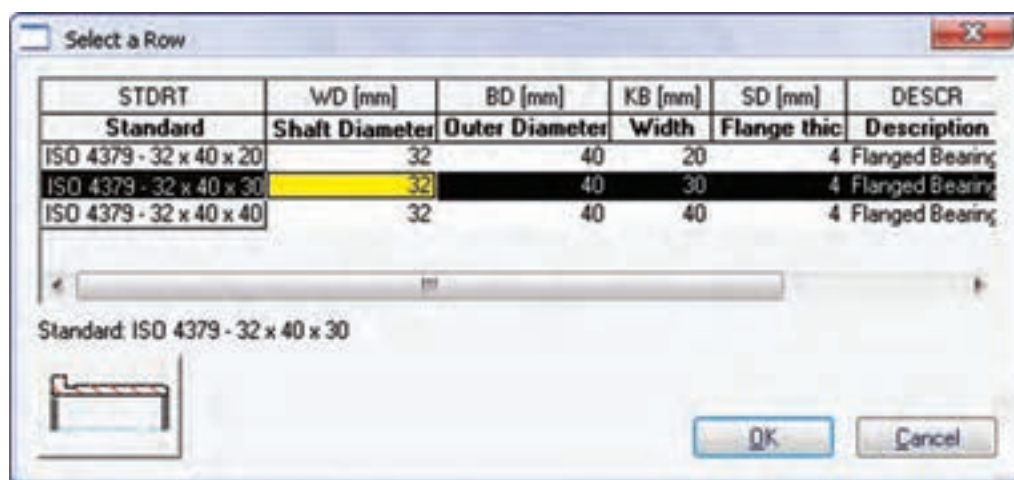 Select a Row
STDRT WD [mm] BD [mm] KB [mm] SD [mm] DESCR
Standard Shaft Diameter Outer Diameter Width Flange thic Description
ISO 4379 - 32 x 40 x 20 32 40 20 4 Flanged Bearing
ISO 4379 - 32 x 40 x 30 32 40 30 4 Flanged Bearing
ISO 4379 - 32 x 40 x 40 32 40 40 4 Flanged Bearing
Standard: ISO 4379 - 32 x 40 x 30
OK Cancel